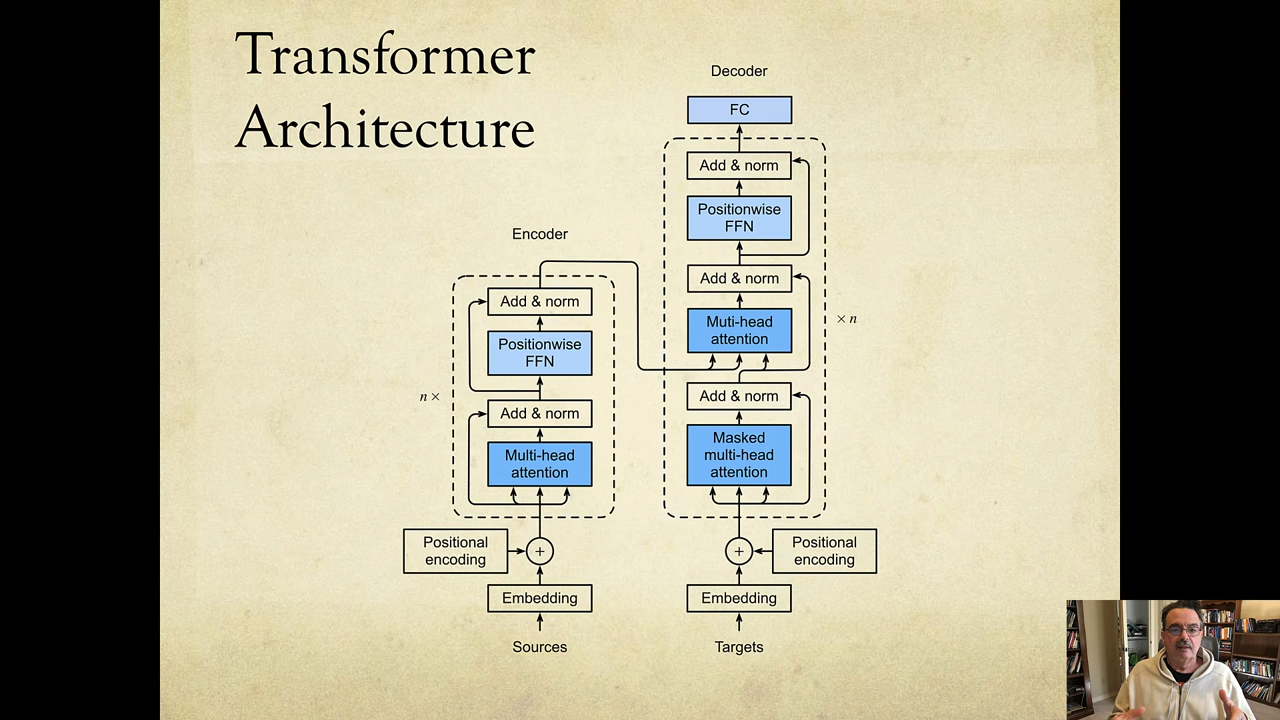 Transformer
Architecture
Encoder
Add & norm
Positionwise
FFN
Add & norm
Multi-head
attention
n ×
Positional
encoding
+
Embedding
Sources
Decoder
FC
Add & norm
Positionwise
FFN
Add & norm
Muti-head
attention
× n
Add & norm
Masked
multi-head
attention
+
Positional
encoding
Embedding
Targets